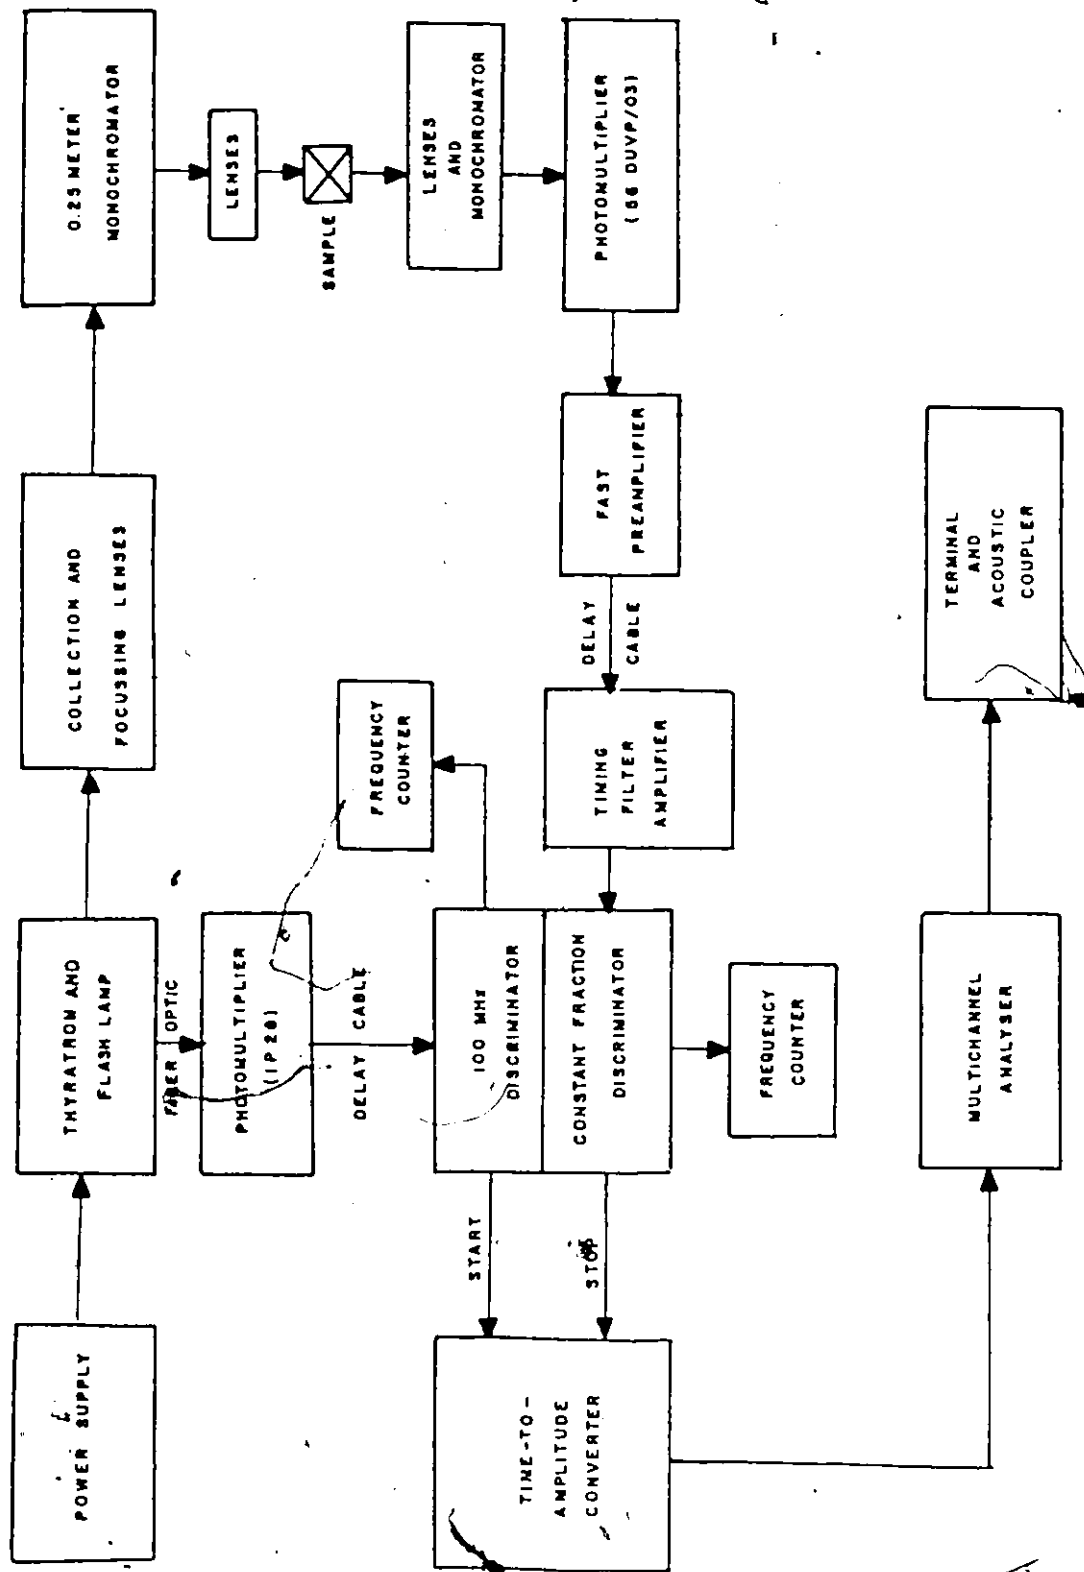 POWER SUPPLY
THYRATROM AND
FLASH LAMP
COLLECTION AND
FOCUSSING LENSES
0.25 METER
MONOCHROMATOR
FIBER OPTIC
PHOTOMULTIPLIER
(IP28)
DELAY CABLE
LENSES
SAMPLE
LENSES
AND
MONOCHROMATOR
PHOTOMULTIPLIER
(56 DUVP/03)
FAST
PREAMPLIFIER
DELAY
CABLE
TIMING
FILTER
AMPLIFIER
FREQUENCY
COUNTER
100 MHz
DISCRIMINATOR
CONSTANT FRACTION
DISCRIMINATOR
FREQUENCY
COUNTER
START
STOP
TIME-TO-
AMPLITUDE
CONVERTER
MULTICHANNEL
ANALYSER
TERMINAL
AND
ACOUSTIC
COUPLER